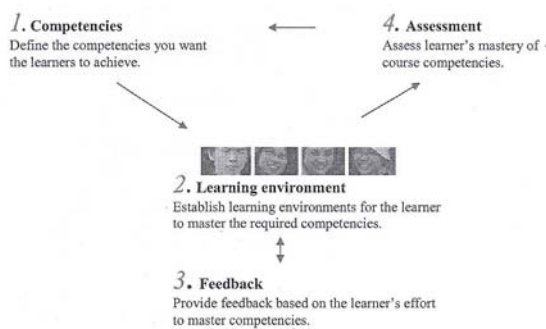 1. Competencies
Define the competencies you want
the learners to achieve.
4. Assessment
Assess learner's mastery of
course competencies.
2. Learning environment
Establish learning environments for the learner
to master the required competencies.
3. Feedback
Provide feedback based on the learner's effort
to master competencies.